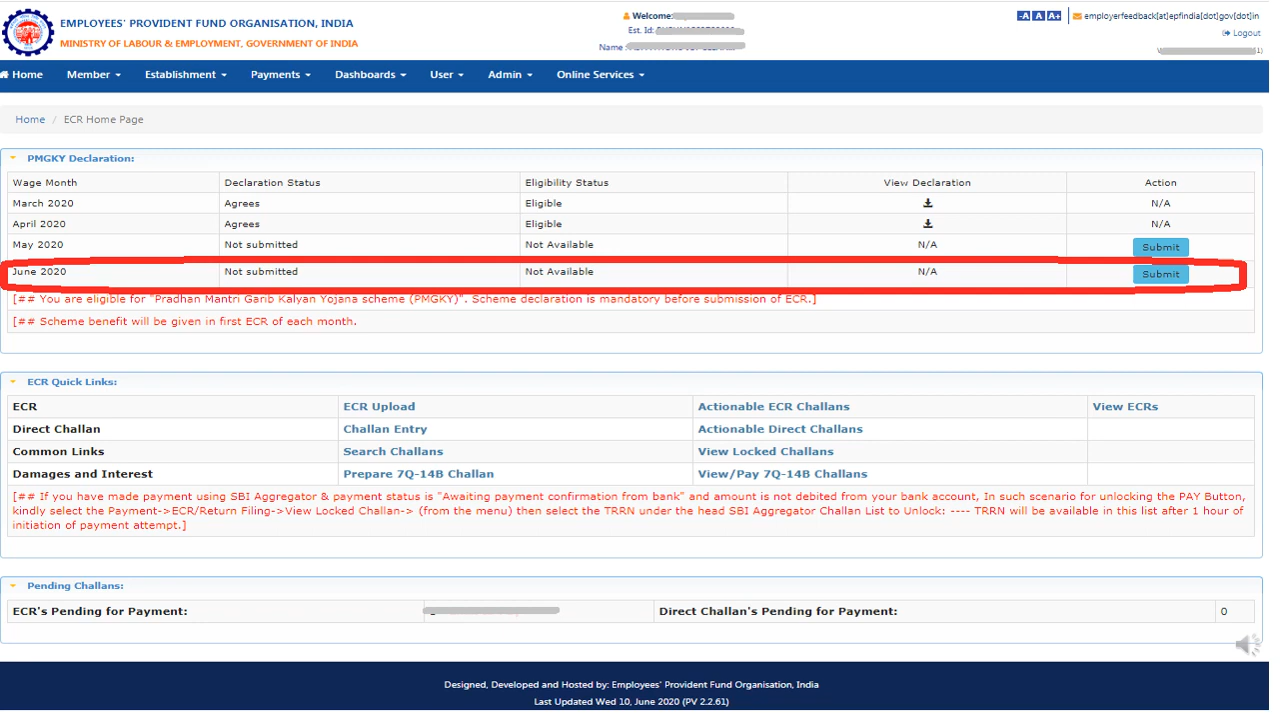 EMPLOYEES' PROVIDENT FUND ORGANISATION, INDIA
MINISTRY OF LABOUR & EMPLOYMENT, GOVERNMENT OF INDIA
Welcome:
Est. Id:
Name :
-A A A+ employerfeedback[at]epfindia[dot]gov[dot]in
Logout
Home Member Establishment Payments Dashboards User Admin Online Services
Home / ECR Home Page
PMGKY Declaration:
Wage Month Declaration Status Eligibility Status View Declaration Action
March 2020 Agrees Eligible N/A
April 2020 Agrees Eligible N/A
May 2020 Not submitted Not Available N/A Submit
June 2020 Not submitted Not Available N/A Submit
[## You are eligible for "Pradhan Mantri Garib Kalyan Yojana scheme (PMGKY)". Scheme declaration is mandatory before submission of ECR.]
[## Scheme benefit will be given in first ECR of each month.
ECR Quick Links:
ECR ECR Upload Actionable ECR Challans View ECRs
Direct Challan Challan Entry Actionable Direct Challans
Common Links Search Challans View Locked Challans
Damages and Interest Prepare 7Q-14B Challan View/Pay 7Q-14B Challans
[## If you have made payment using SBI Aggregator & payment status is "Awaiting payment confirmation from bank" and amount is not debited from your bank account, In such scenario for unlocking the PAY Button,
kindly select the Payment->ECR/Return Filing->View Locked Challan-> (from the menu) then select the TRRN under the head SBI Aggregator Challan List to Unlock: ---- TRRN will be available in this list after 1 hour of
initiation of payment attempt.]
Pending Challans:
ECR's Pending for Payment: Direct Challan's Pending for Payment: 0
Designed, Developed and Hosted by: Employees' Provident Fund Organisation, India
Last Updated Wed 10, June 2020 (PV 2.2.61)